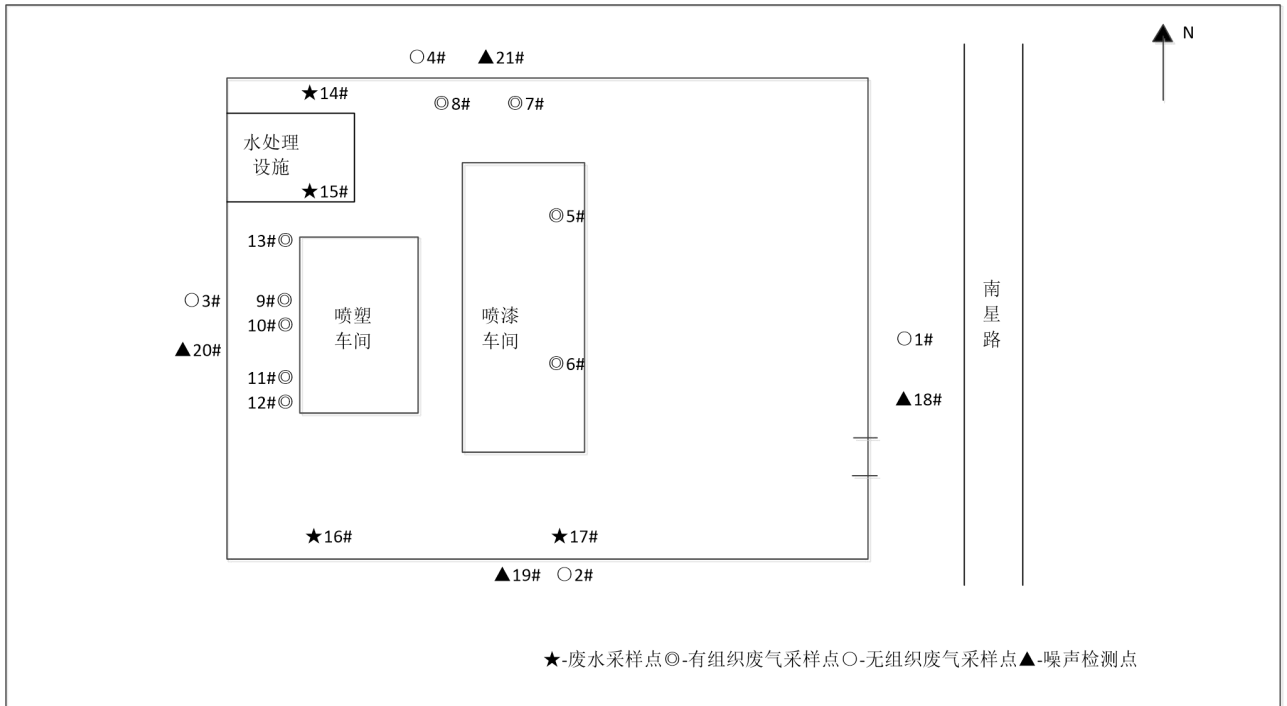 N
○4#
▲21#
★14#
◎8#
◎7#
水处理
设施
★15#
◎5#
13#◎
○3#
9#◎
10#◎
喷塑
车间
喷漆
车间
南
星
路
○1#
▲20#
11#◎
12#◎
◎6#
▲18#
★16#
★17#
▲19#
○2#
★-废水采样点◎-有组织废气采样点○-无组织废气采样点▲-噪声检测点